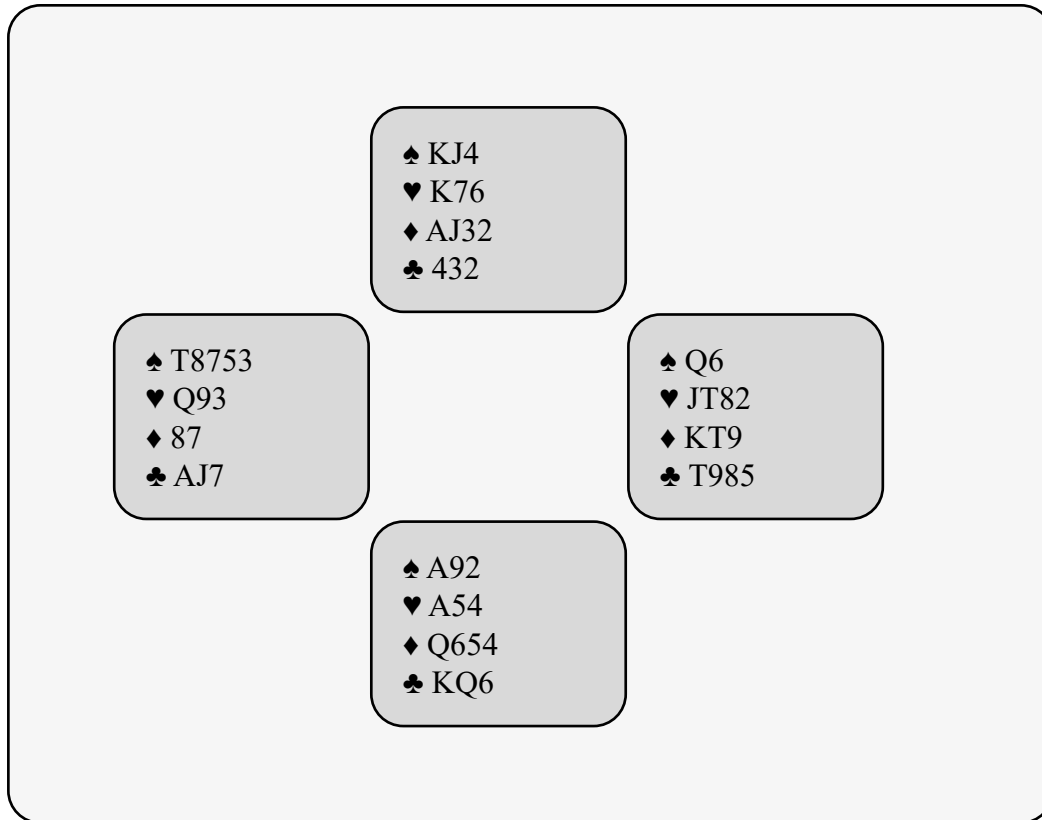 ♠ KJ4
♥ K76
♦ AJ32
♣ 432
♠ T8753
♥ Q93
♦ 87
♣ AJ7
♠ Q6
♥ JT82
♦ KT9
♣ T985
♠ A92
♥ A54
♦ Q654
♣ KQ6